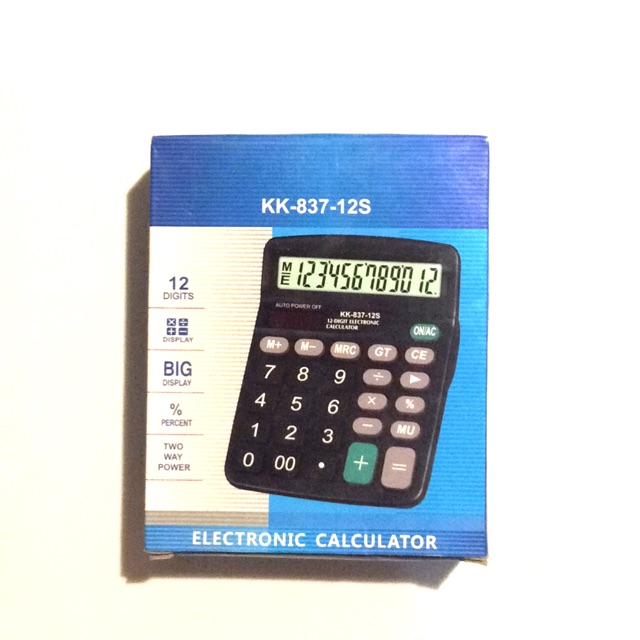 KK-837-12S
12
DIGITS
DISPLAY
BIG
DISPLAY
%
PERCENT
TWO
WAY
POWER
M
E
123456789012.
AUTO POWER OFF
KK-837-12S
12-DIGIT ELECTRONIC
CALCULATOR
ON/AC
M+ M− MRC GT CE
7 8 9 ÷ ▶
4 5 6 × %
1 2 3 − MU
0 00 • + =
ELECTRONIC CALCULATOR